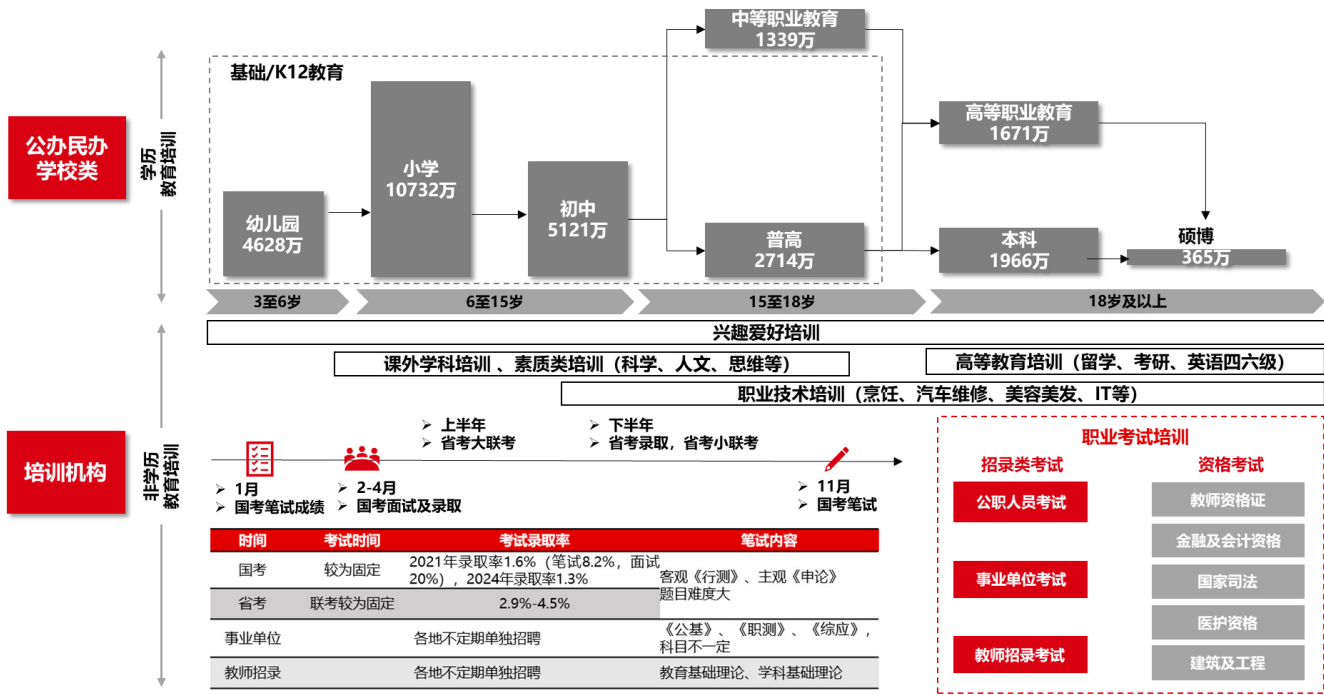 中等职业教育
1339万
基础/K12教育
公办民办
学校类
学历
教育培训
小学
10732万
高等职业教育
1671万
幼儿园
4628万
初中
5121万
普高
2714万
本科
1966万
硕博
365万
3至6岁
6至15岁
15至18岁
18岁及以上
兴趣爱好培训
课外学科培训 、素质类培训（科学、人文、思维等）
高等教育培训（留学、考研、英语四六级）
职业技术培训（烹饪、汽车维修、美容美发、IT等）
培训机构
非学历
教育培训
➢ 上半年
➢ 省考大联考
➢ 下半年
➢ 省考录取，省考小联考
➢ 1月
➢ 国考笔试成绩
➢ 2-4月
➢ 国考面试及录取
➢ 11月
➢ 国考笔试
时间 考试时间 考试录取率 笔试内容
国考 较为固定 2021年录取率1.6%（笔试8.2%，面试
20%），2024年录取率1.3%
客观《行测》、主观《申论》
题目难度大
省考 联考较为固定 2.9%-4.5%
事业单位 各地不定期单独招聘 《公基》、《职测》、《综应》，
科目不一定
教师招录 各地不定期单独招聘 教育基础理论、学科基础理论
职业考试培训
招录类考试
资格考试
公职人员考试
事业单位考试
教师招录考试
教师资格证
金融及会计资格
国家司法
医护资格
建筑及工程